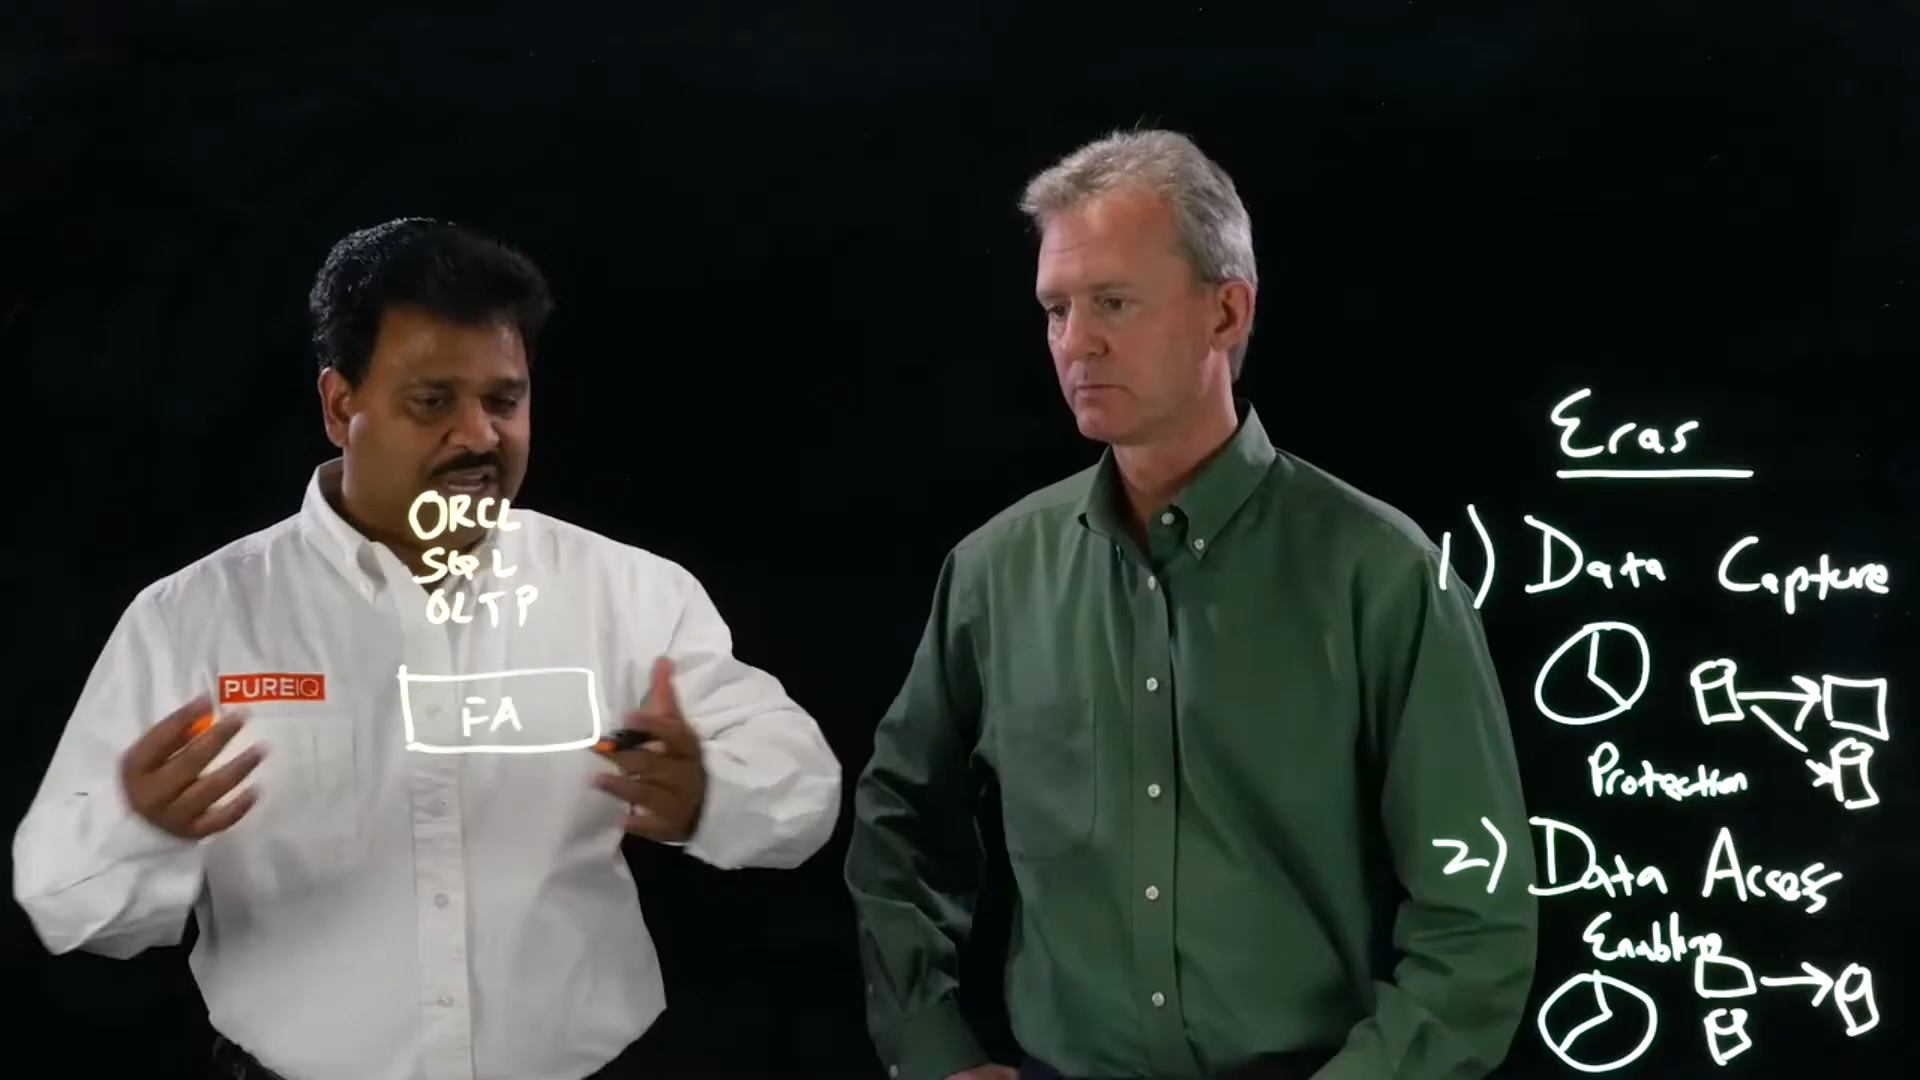 ORCL
SQL
OLTP
PUREIQ
FA
Eras
1) Data Capture
Protection
2) Data Access
Enabling